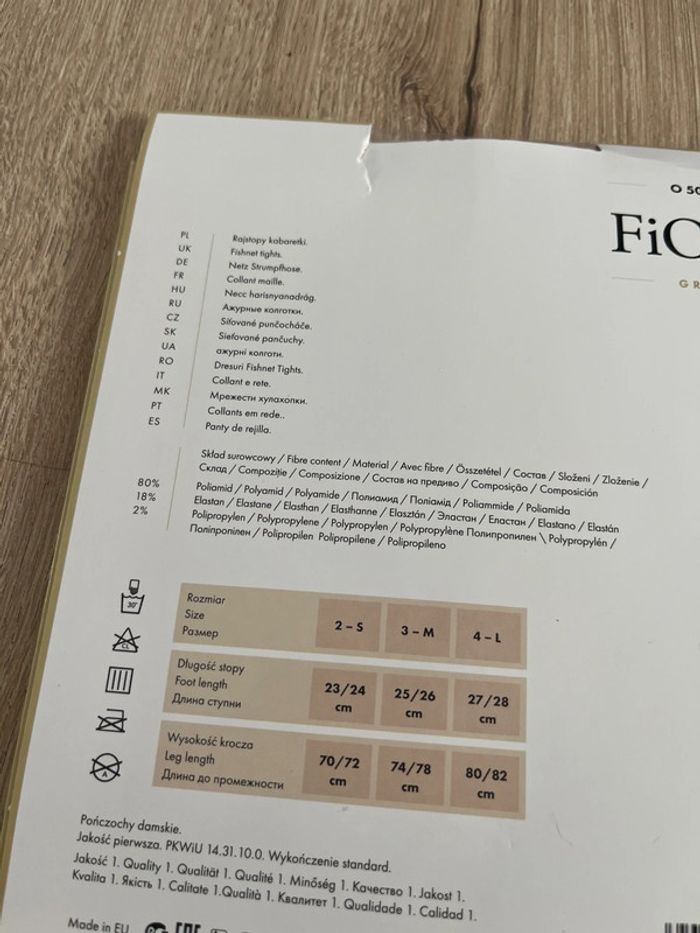 O 50
FiO
G R
PL Rajstopy kabaretki.
UK Fishnet tights.
DE Netz Strumpfhose.
FR Collant maille.
HU Necc harisnyanadrág.
RU Ажурные колготки.
CZ Síťované punčocháče.
SK Sieťované pančuchy.
UA ажурні колготи.
RO Dresuri Fishnet Tights.
IT Collant e rete.
MK Мрежести хулахопки.
PT Collants em rede..
ES Panty de rejilla.
Skład surowcowy / Fibre content / Material / Avec fibre / Összetétel / Состав / Složení / Zloženie /
Склад / Compoziție / Composizione / Состав на предиво / Composição / Composición
80% Poliamid / Polyamid / Polyamide / Полиамид / Поліамід / Poliammide / Poliamida
18% Elastan / Elastane / Elasthan / Elasthanne / Elasztán / Эластан / Еластан / Elastano / Elastán
2% Polipropylen / Polypropylene / Polypropylen / Polypropylène Полипропилен \ Polypropylén /
Поліпропілен / Polipropilen Polipropilene / Polipropileno
30°
CL
A
Rozmiar
Size
Размер
2 – S 3 – M 4 – L
Długość stopy
Foot length
Длина ступни
23/24 cm 25/26 cm 27/28 cm
Wysokość krocza
Leg length
Длина до промежности
70/72 cm 74/78 cm 80/82 cm
Pończochy damskie.
Jakość pierwsza. PKWiU 14.31.10.0. Wykończenie standard.
Jakość 1. Quality 1. Qualität 1. Qualité 1. Minőség 1. Качество 1. Jakost 1.
Kvalita 1. Якість 1. Calitate 1.Qualità 1. Квалитет 1. Qualidade 1. Calidad 1.
Made in EU